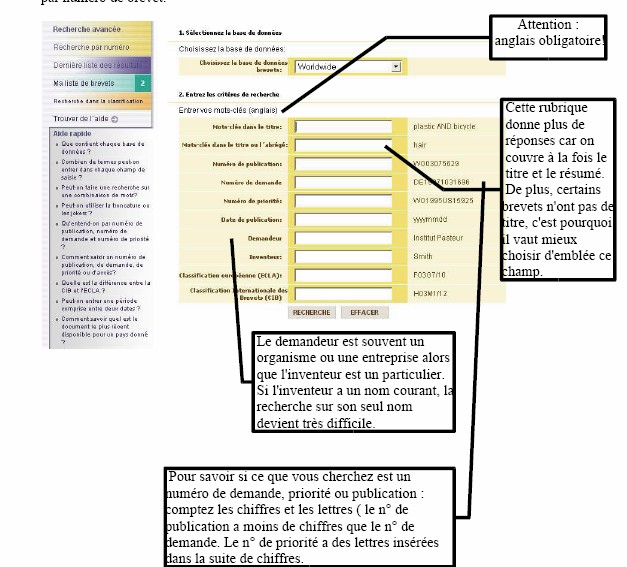 par numéro de brevet.
Recherche avancée
Recherche par numéro
Dernière liste des résultats
Ma liste de brevets 2
Recherche dans la classification
Trouver de l'aide
Aide rapide
Que contient chaque base de
données ?
Combien de termes peut-on
entrer dans chaque champ de
saisie ?
Peut-on faire une recherche sur
une combinaison de mots?
Peut-on utiliser la troncature ou
les jokers?
Qu'entend-on par numéro de
publication, numéro de
demande et numéro de priorité
?
Comment saisir un numéro de
publication, de demande, de
priorité ou d'accès?
Quelle est la différence entre la
CIB et l'ECLA?
Peut-on entrer une période
comprise entre deux dates?
Comment savoir quel est le
document le plus récent
disponible pour un pays donné
?
1. Sélectionnez la base de données
Choisissez la base de données:
Choisissez la base de données
brevets: Worldwide
2. Entrez les critères de recherche
Entrer vos mots-clés (anglais)
Mots-clés dans le titre: plastic AND bicycle
Mots-clés dans le titre ou l'abrégé: hair
Numéro de publication: WO03075629
Numéro de demande: DE19971031696
Numéro de priorité: WO1995US15925
Date de publication: yyyymmdd
Demandeur Institut Pasteur
Inventeur: Smith
Classification européenne (ECLA): F03G7/10
Classification Internationale des
Brevets (CIB) H03M1/12
RECHERCHE EFFACER
Attention :
anglais obligatoire!
Cette rubrique
donne plus de
réponses car on
couvre à la fois le
titre et le résumé.
De plus, certains
brevets n'ont pas de
titre, c'est pourquoi
il vaut mieux
choisir d'emblée ce
champ.
Le demandeur est souvent un
organisme ou une entreprise alors
que l'inventeur est un particulier.
Si l'inventeur a un nom courant, la
recherche sur son seul nom
devient très difficile.
Pour savoir si ce que vous cherchez est un
numéro de demande, priorité ou publication :
comptez les chiffres et les lettres ( le n° de
publication a moins de chiffres que le n° de
demande. Le n° de priorité a des lettres insérées
dans la suite de chiffres.